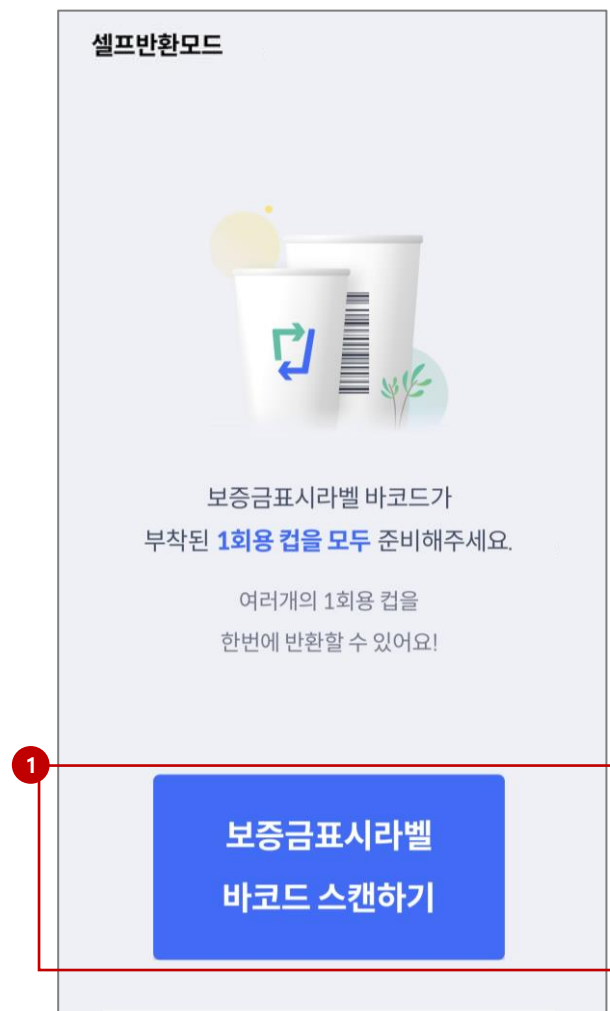 셀프반환모드
보증금표시라벨 바코드가
부착된 1회용 컵을 모두 준비해주세요.
여러개의 1회용 컵을
한번에 반환할 수 있어요!
1
보증금표시라벨
바코드 스캔하기